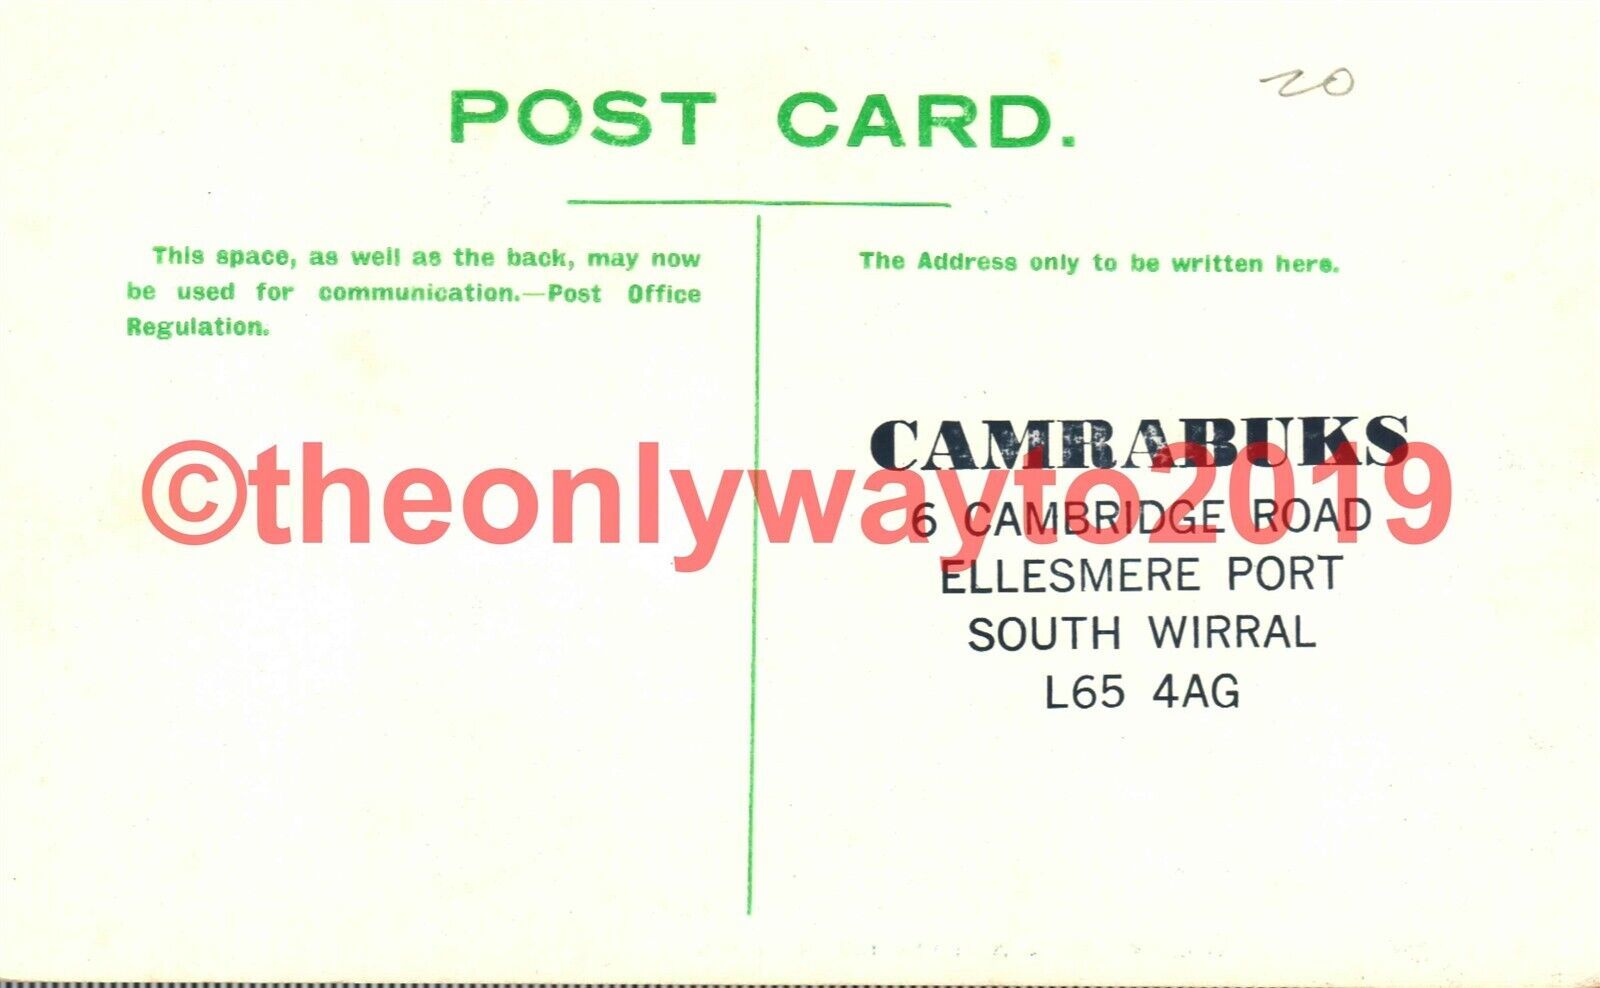 20
POST CARD.
This space, as well as the back, may now
be used for communication.—Post Office
Regulation.
The Address only to be written here.
CAMRABUKS
6 CAMBRIDGE ROAD
ELLESMERE PORT
SOUTH WIRRAL
L65 4AG
©theonlywayto2019